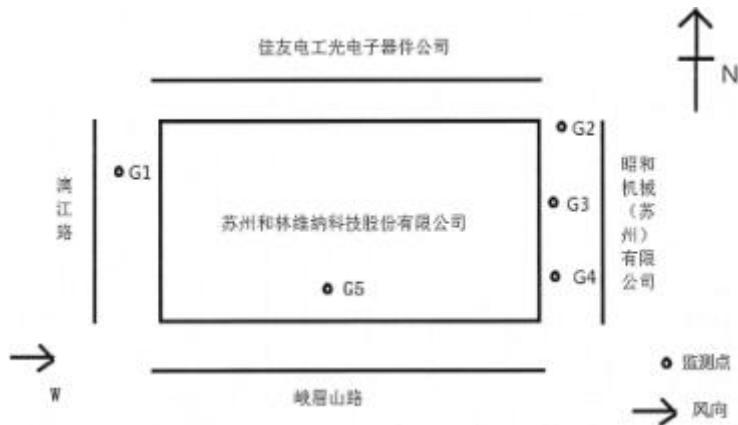 佳友电工光电子器件公司
N
G2
G1
漓江路
G3
昭和机械（苏州）有限公司
苏州和林维纳科技股份有限公司
G4
G5
监测点
W
峨眉山路
风向